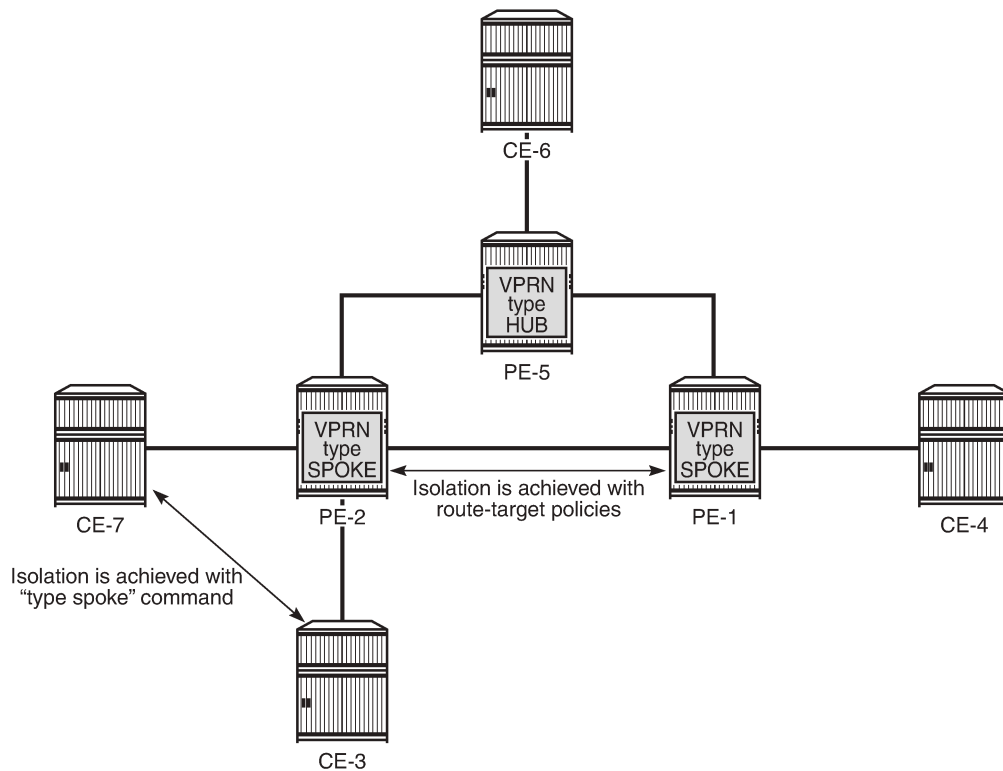 CE-6
VPRN
type
HUB
PE-5
VPRN
type
SPOKE
VPRN
type
SPOKE
Isolation is achieved with
route-target policies
CE-7
PE-2
PE-1
CE-4
Isolation is achieved with
“type spoke” command
CE-3